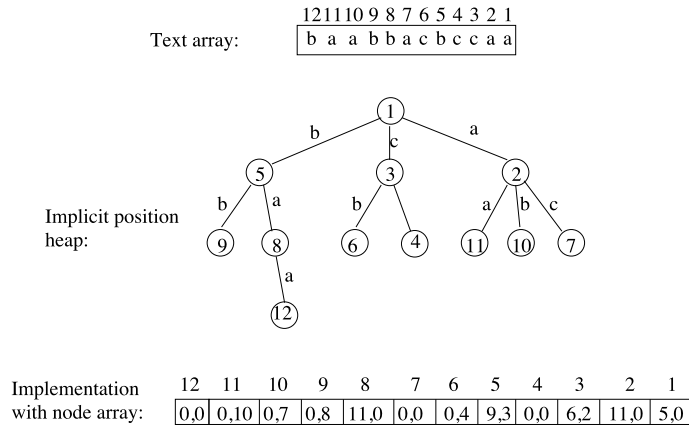 12 11 10 9 8 7 6 5 4 3 2 1
Text array: b a a b b a c b c c a a
1
b c a
5 3 2
b a b a b c
Implicit position
heap:
9 8 6 4 11 10 7
a
12
Implementation 12 11 10 9 8 7 6 5 4 3 2 1
with node array: 0,0 0,10 0,7 0,8 11,0 0,0 0,4 9,3 0,0 6,2 11,0 5,0